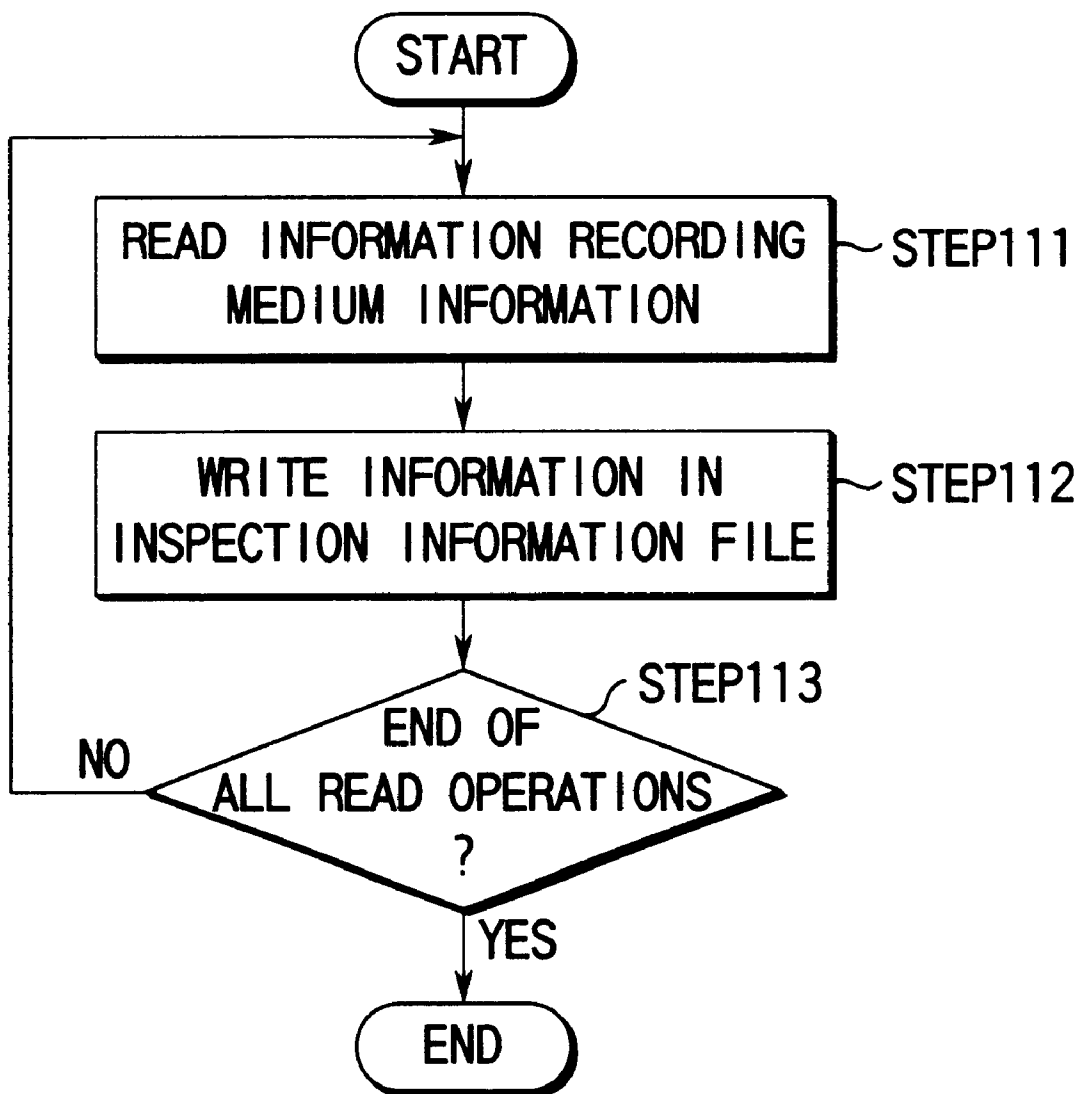 START
READ INFORMATION RECORDING
MEDIUM INFORMATION
STEP111
WRITE INFORMATION IN
INSPECTION INFORMATION FILE
STEP112
STEP113
END OF
ALL READ OPERATIONS
?
NO
YES
END